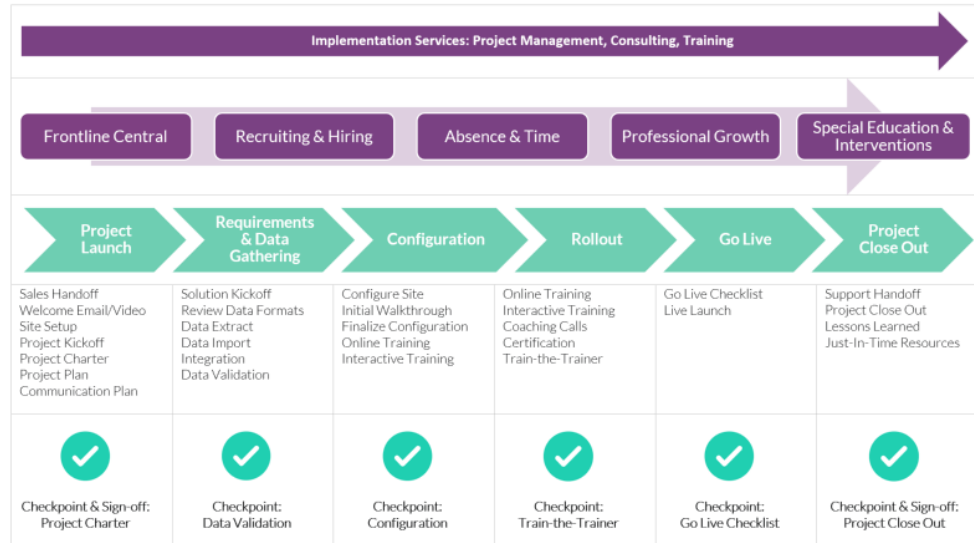 Implementation Services: Project Management, Consulting, Training
Frontline Central
Recruiting & Hiring
Absence & Time
Professional Growth
Special Education &
Interventions
Project
Launch
Requirements
& Data
Gathering
Configuration
Rollout
Go Live
Project
Close Out
Sales Handoff
Welcome Email/Video
Site Setup
Project Kickoff
Project Charter
Project Plan
Communication Plan
Solution Kickoff
Review Data Formats
Data Extract
Data Import
Integration
Data Validation
Configure Site
Initial Walkthrough
Finalize Configuration
Online Training
Interactive Training
Online Training
Interactive Training
Coaching Calls
Certification
Train-the-Trainer
Go Live Checklist
Live Launch
Support Handoff
Project Close Out
Lessons Learned
Just-In-Time Resources
Checkpoint & Sign-off:
Project Charter
Checkpoint:
Data Validation
Checkpoint:
Configuration
Checkpoint:
Train-the-Trainer
Checkpoint:
Go Live Checklist
Checkpoint & Sign-off:
Project Close Out